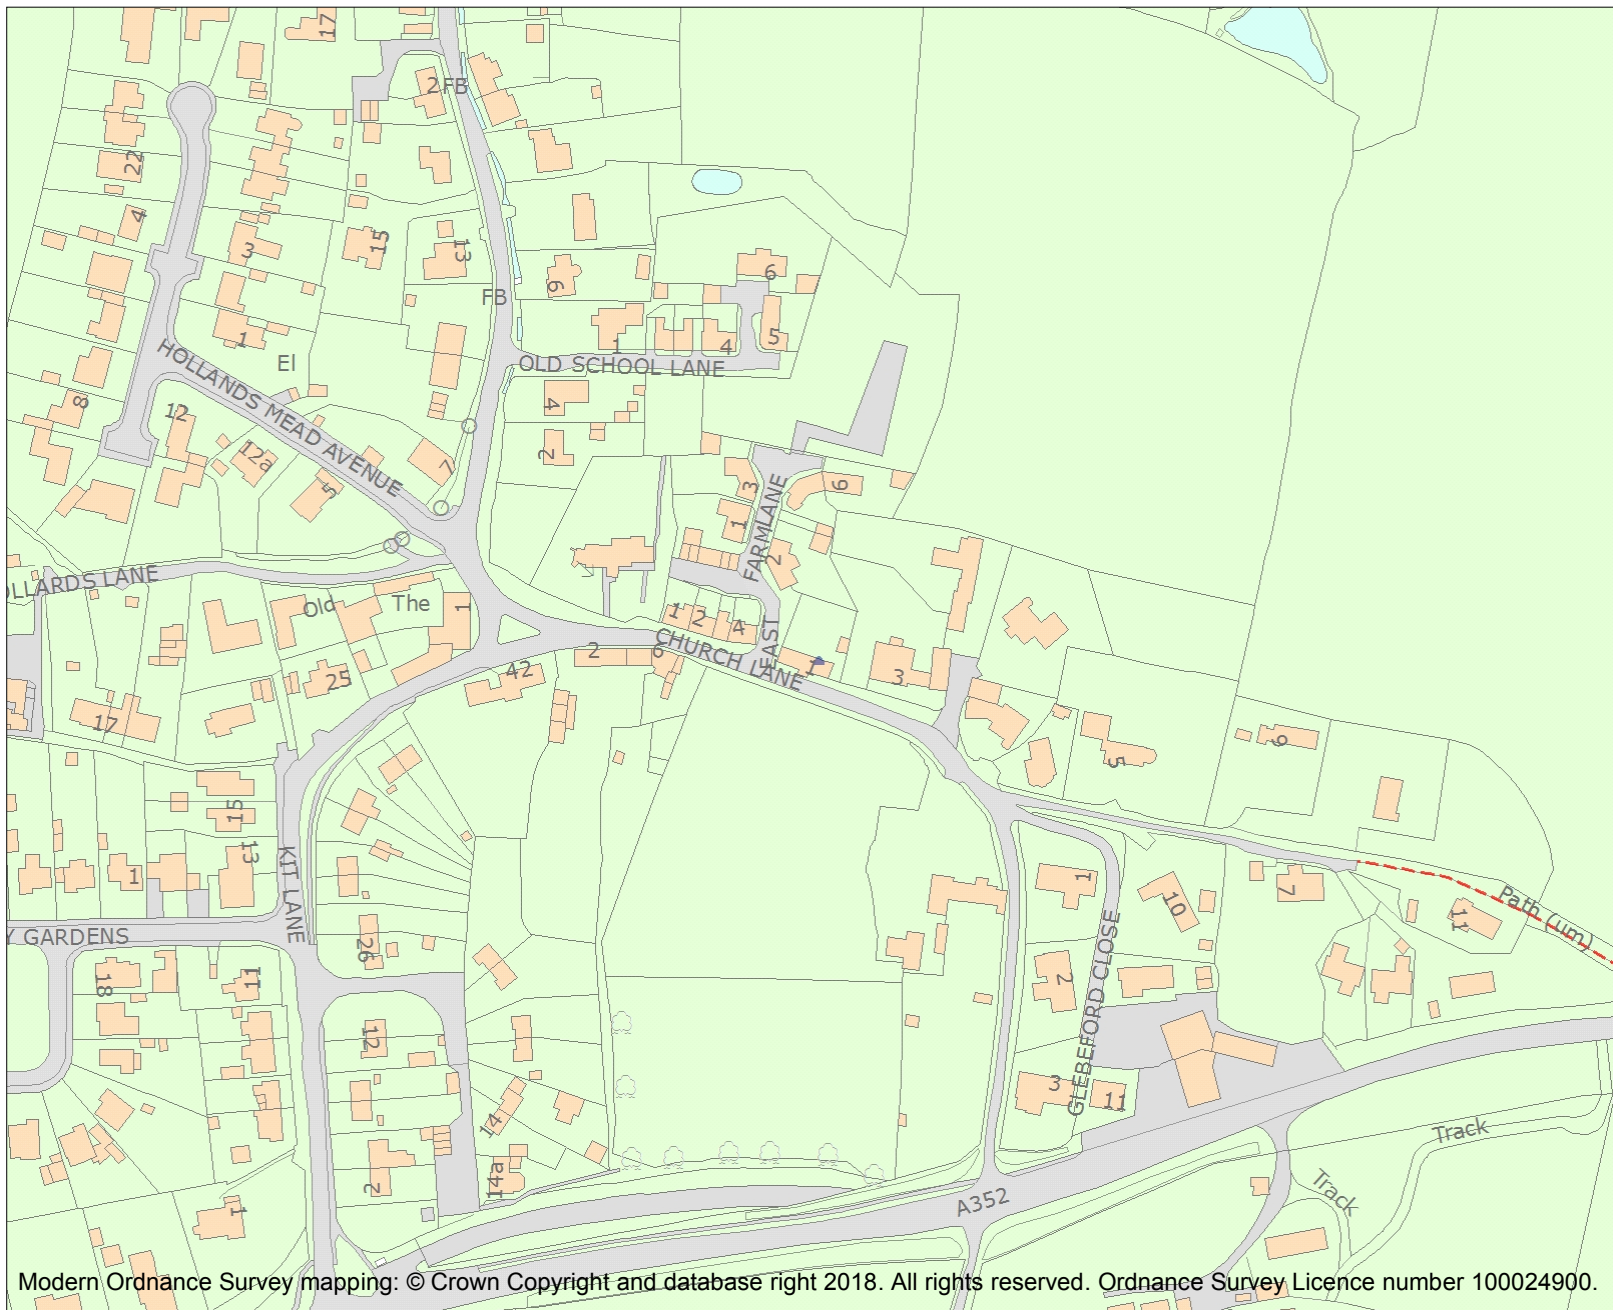 17
2
FB
22
4
3
15
13
6
6
FB
1
1
4
5
El
OLD SCHOOL LANE
HOLLANDS MEAD AVENUE
8
12
4
12a
7
2
5
3
6
1
EAST FARM LANE
2
OLLARDS LANE
Old
The
1
1
2
4
CHURCH LANE
2
6
1
3
42
25
17
5
9
15
13
1
KIT LANE
1
10
7
Path (um)
11
Y GARDENS
26
18
11
2
GLEBEFORD CLOSE
12
3
11
14
Track
Track
14a
2
A352
1
Modern Ordnance Survey mapping: © Crown Copyright and database right 2018. All rights reserved. Ordnance Survey Licence number 100024900.